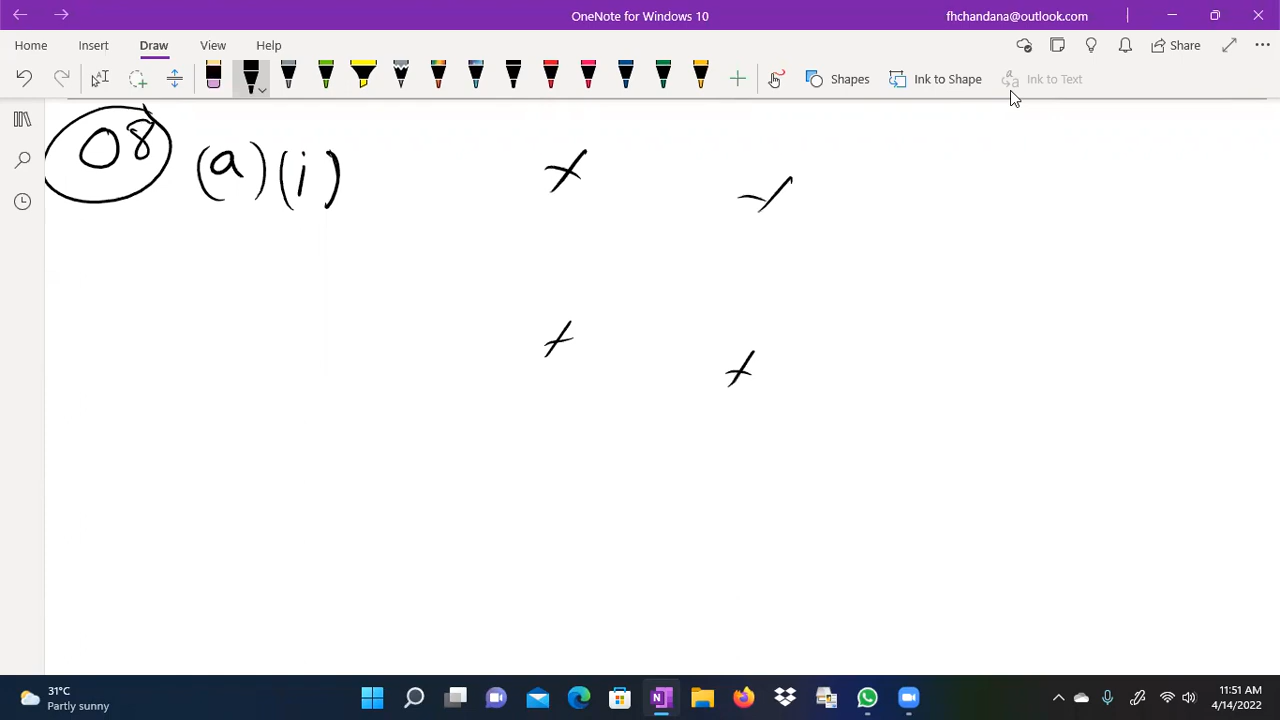 OneNote for Windows 10
fhchandana@outlook.com
Home Insert Draw View Help
Share
Shapes
Ink to Shape
Ink to Text
08 (a)(i)
31°C
Partly sunny
11:51 AM
4/14/2022